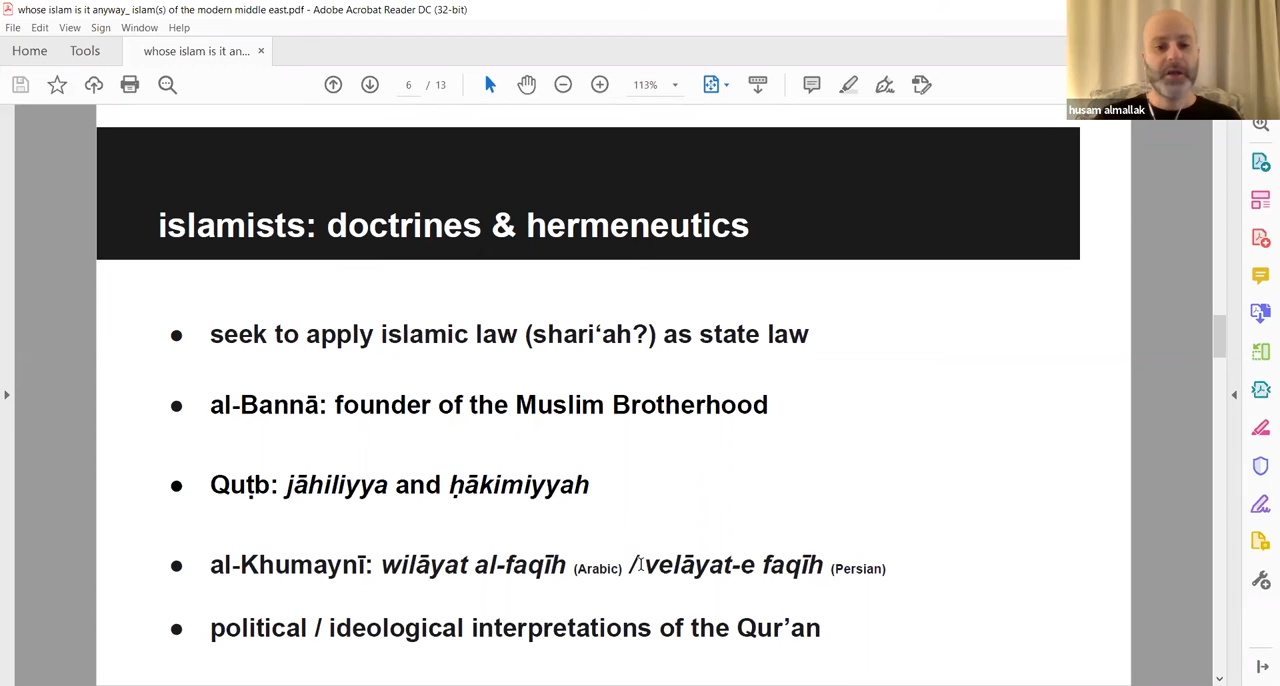 whose islam is it anyway_ islam(s) of the modern middle east.pdf - Adobe Acrobat Reader DC (32-bit)
File Edit View Sign Window Help
Home Tools whose islam is it an... ×
6 / 13 113%
husam almallak
islamists: doctrines & hermeneutics
● seek to apply islamic law (shari‘ah?) as state law
● al-Bannā: founder of the Muslim Brotherhood
● Quṭb: jāhiliyya and ḥākimiyyah
● al-Khumaynī: wilāyat al-faqīh (Arabic) / velāyat-e faqīh (Persian)
● political / ideological interpretations of the Qur’an